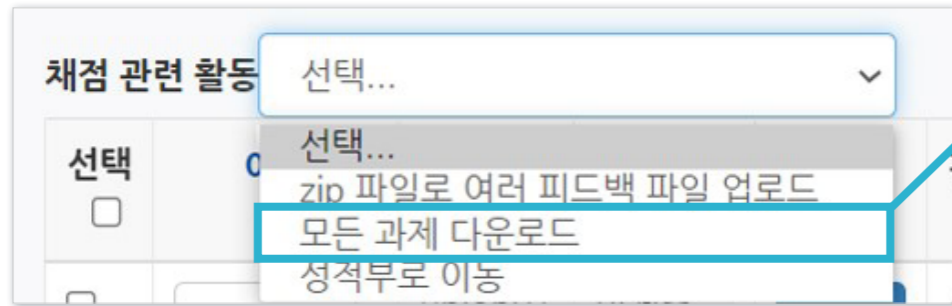 채점 관련 활동 선택...
선택
선택...
zip 파일로 여러 피드백 파일 업로드
모든 과제 다운로드
성적부로 이동